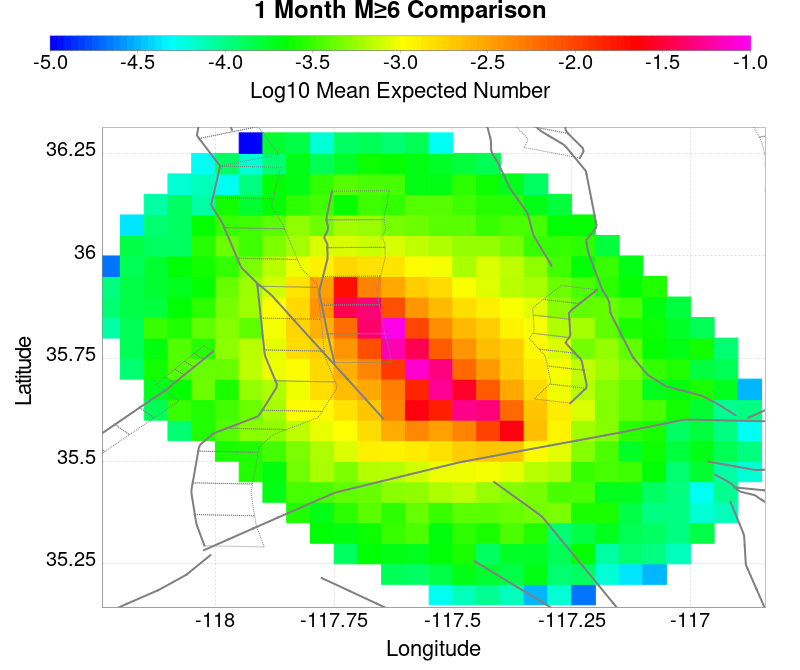 1 Month M≥6 Comparison
-5.0 -4.5 -4.0 -3.5 -3.0 -2.5 -2.0 -1.5 -1.0
Log10 Mean Expected Number
36.25
36
35.75
35.5
35.25
Latitude
-118 -117.75 -117.5 -117.25 -117
Longitude